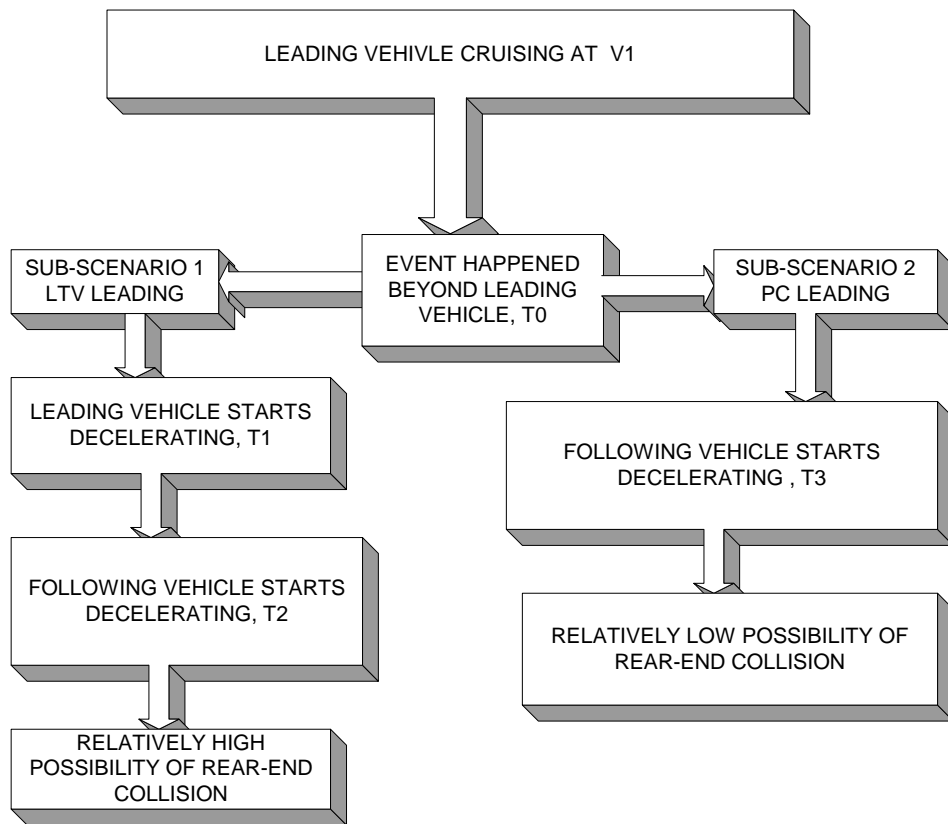 LEADING VEHIVLE CRUISING AT V1
EVENT HAPPENED
BEYOND LEADING
VEHICLE, T0
SUB-SCENARIO 1
LTV LEADING
SUB-SCENARIO 2
PC LEADING
LEADING VEHICLE STARTS
DECELERATING, T1
FOLLOWING VEHICLE STARTS
DECELERATING , T3
FOLLOWING VEHICLE STARTS
DECELERATING, T2
RELATIVELY LOW POSSIBILITY OF
REAR-END COLLISION
RELATIVELY HIGH
POSSIBILITY OF REAR-END
COLLISION